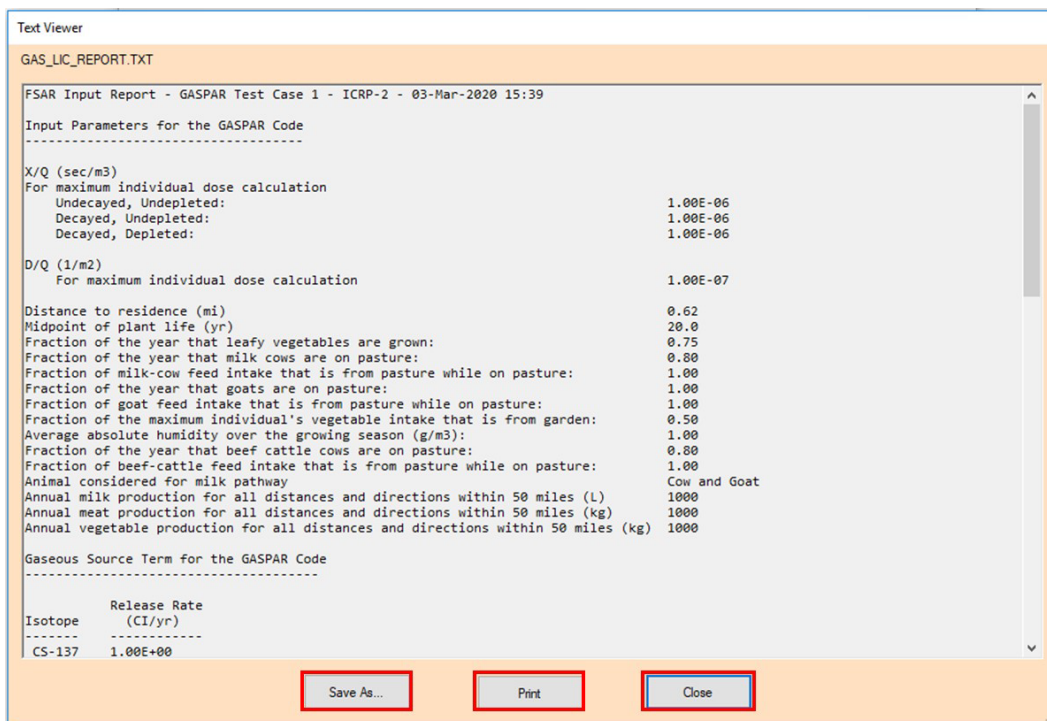 Text Viewer
GAS_LIC_REPORT.TXT
FSAR Input Report - GASPAR Test Case 1 - ICRP-2 - 03-Mar-2020 15:39
Input Parameters for the GASPAR Code
------------------------------------
X/Q (sec/m3)
For maximum individual dose calculation
Undecayed, Undepleted: 1.00E-06
Decayed, Undepleted: 1.00E-06
Decayed, Depleted: 1.00E-06
D/Q (1/m2)
For maximum individual dose calculation 1.00E-07
Distance to residence (mi) 0.62
Midpoint of plant life (yr) 20.0
Fraction of the year that leafy vegetables are grown: 0.75
Fraction of the year that milk cows are on pasture: 0.80
Fraction of milk-cow feed intake that is from pasture while on pasture: 1.00
Fraction of the year that goats are on pasture: 1.00
Fraction of goat feed intake that is from pasture while on pasture: 1.00
Fraction of the maximum individual's vegetable intake that is from garden: 0.50
Average absolute humidity over the growing season (g/m3): 1.00
Fraction of the year that beef cattle cows are on pasture: 0.80
Fraction of beef-cattle feed intake that is from pasture while on pasture: 1.00
Animal considered for milk pathway Cow and Goat
Annual milk production for all distances and directions within 50 miles (L) 1000
Annual meat production for all distances and directions within 50 miles (kg) 1000
Annual vegetable production for all distances and directions within 50 miles (kg) 1000
Gaseous Source Term for the GASPAR Code
--------------------------------------
Release Rate
Isotope (CI/yr)
------- ------------
CS-137 1.00E+00
Save As... Print Close